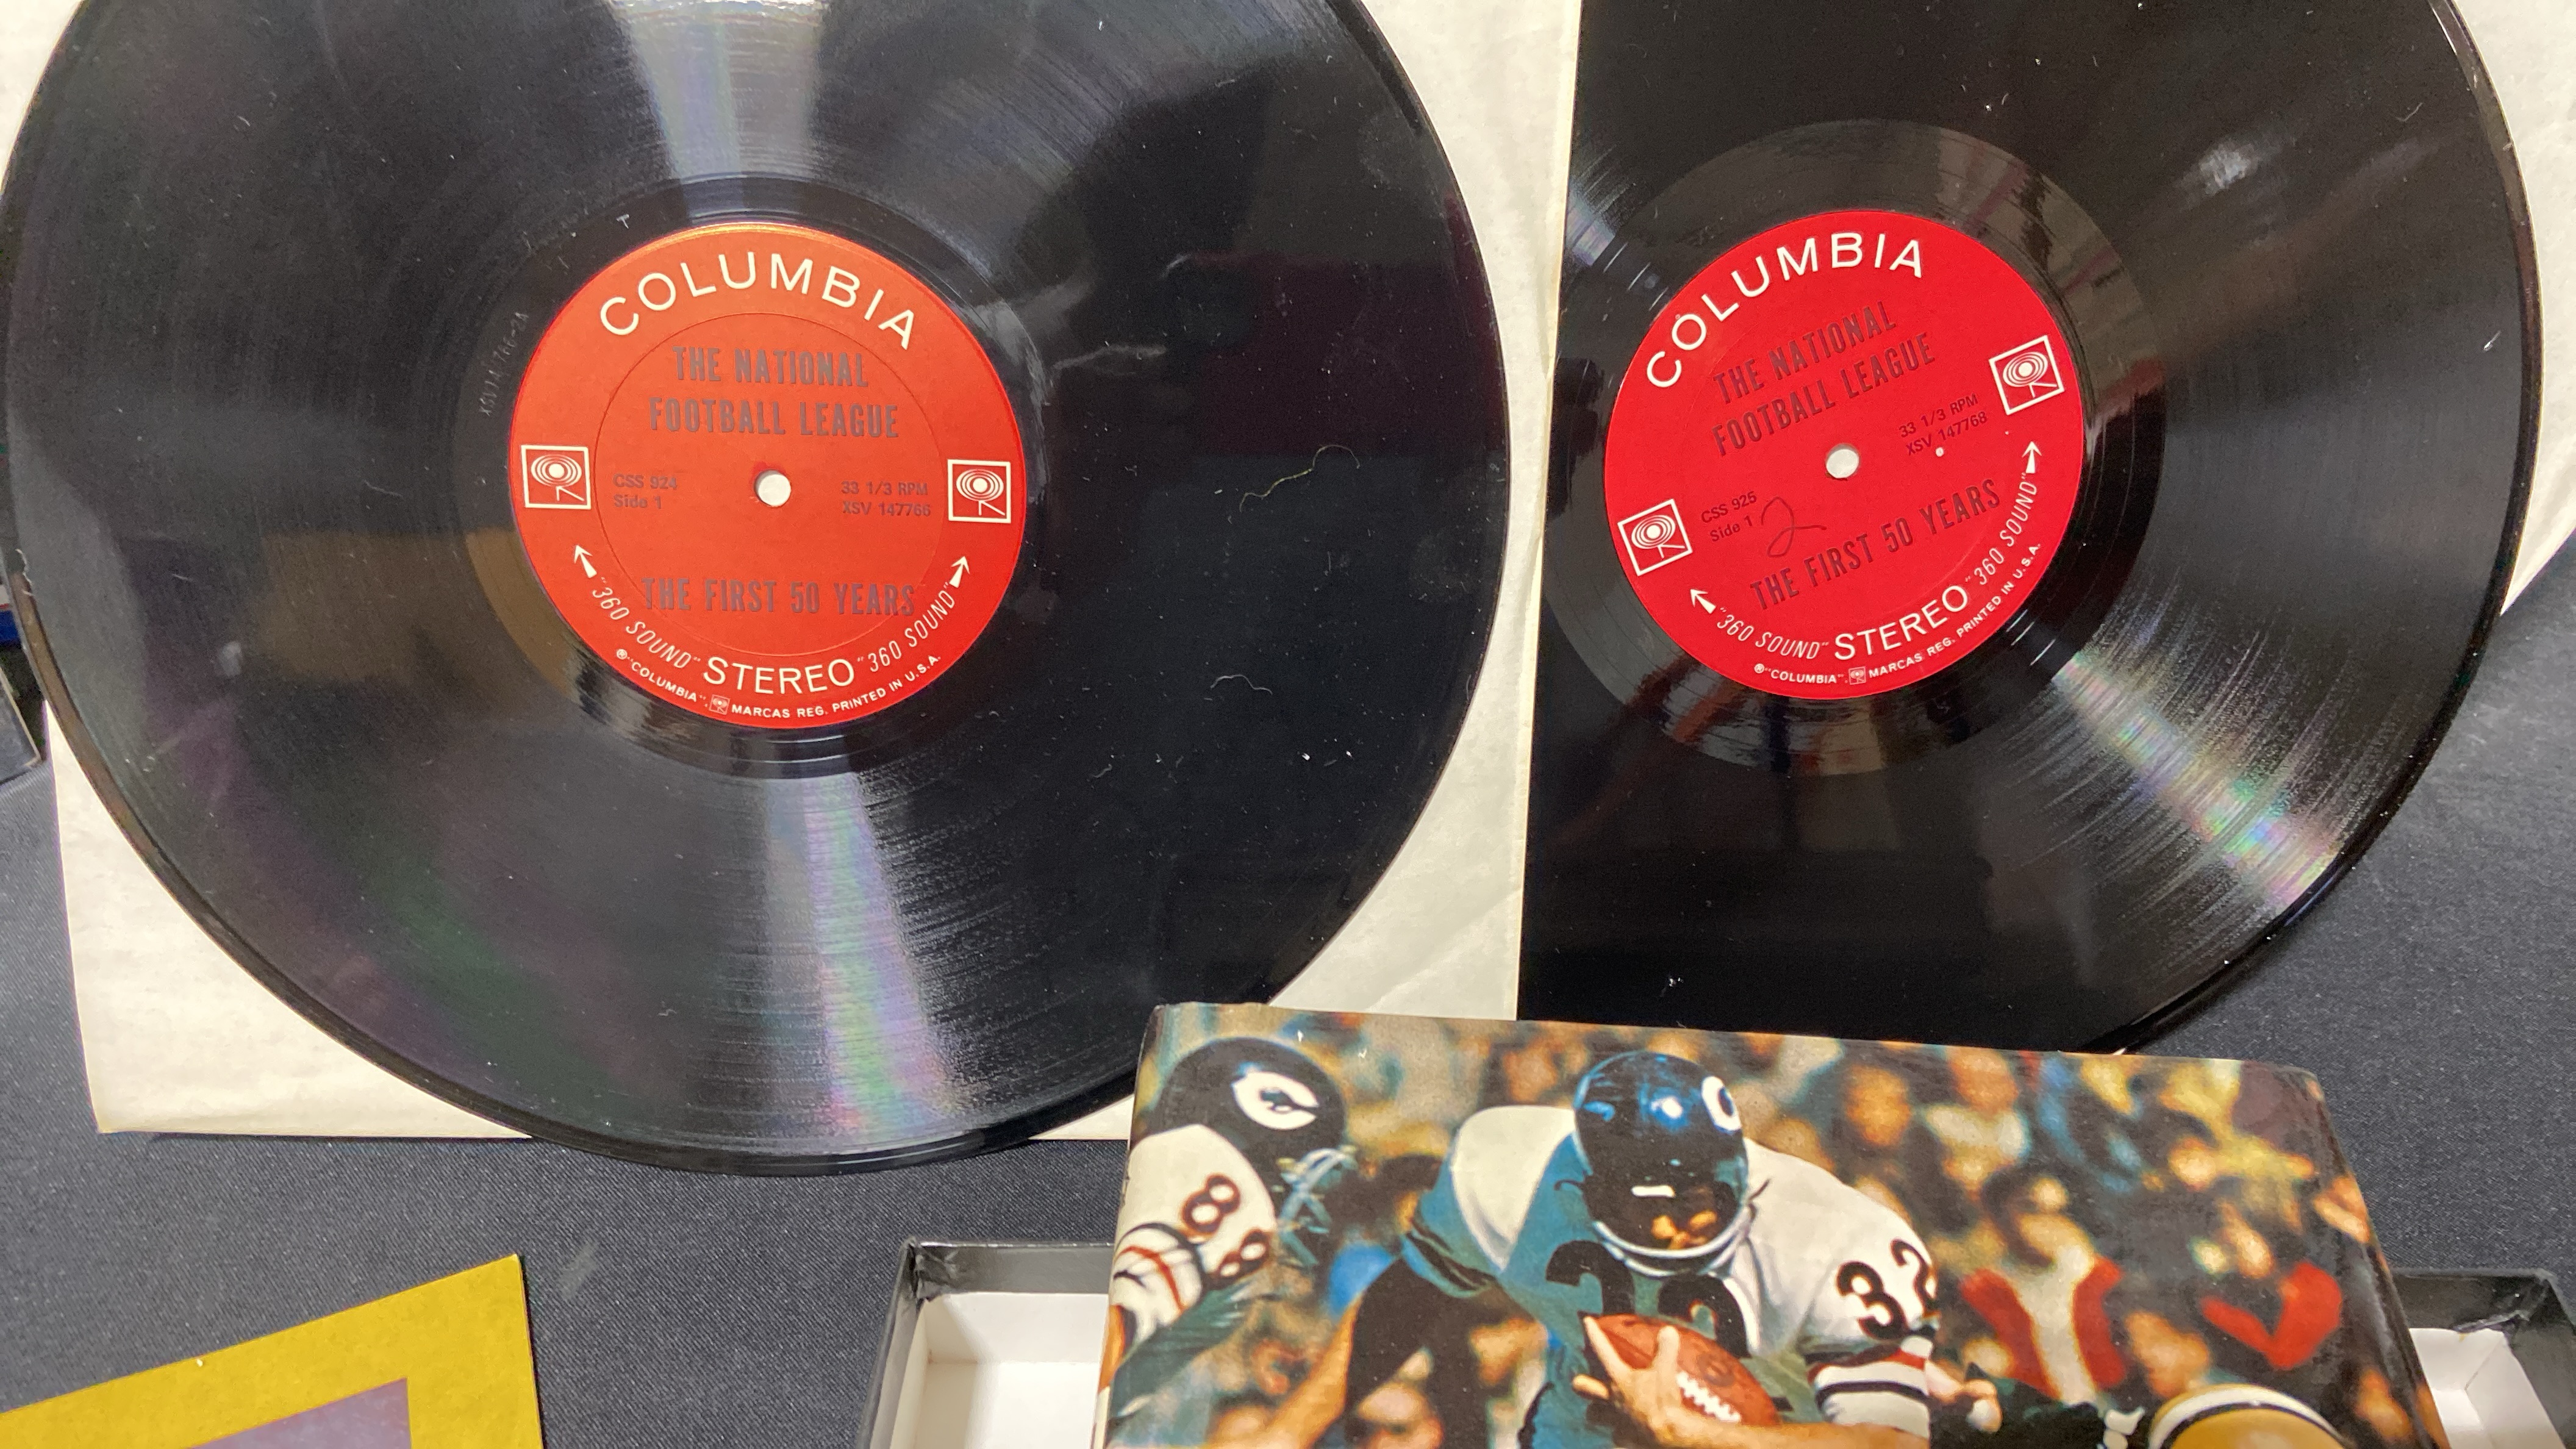 COLUMBIA
THE NATIONAL
FOOTBALL LEAGUE
CSS 924
Side 1
33 1/3 RPM
XSV 147766
THE FIRST 50 YEARS
"360 SOUND" STEREO "360 SOUND"
®"COLUMBIA", MARCAS REG. PRINTED IN U.S.A.
COLUMBIA
THE NATIONAL
FOOTBALL LEAGUE
33 1/3 RPM
XSV 147768
CSS 925
Side 1 2
THE FIRST 50 YEARS
"360 SOUND" STEREO "360 SOUND"
®"COLUMBIA", MARCAS REG. PRINTED IN U.S.A.
88
32